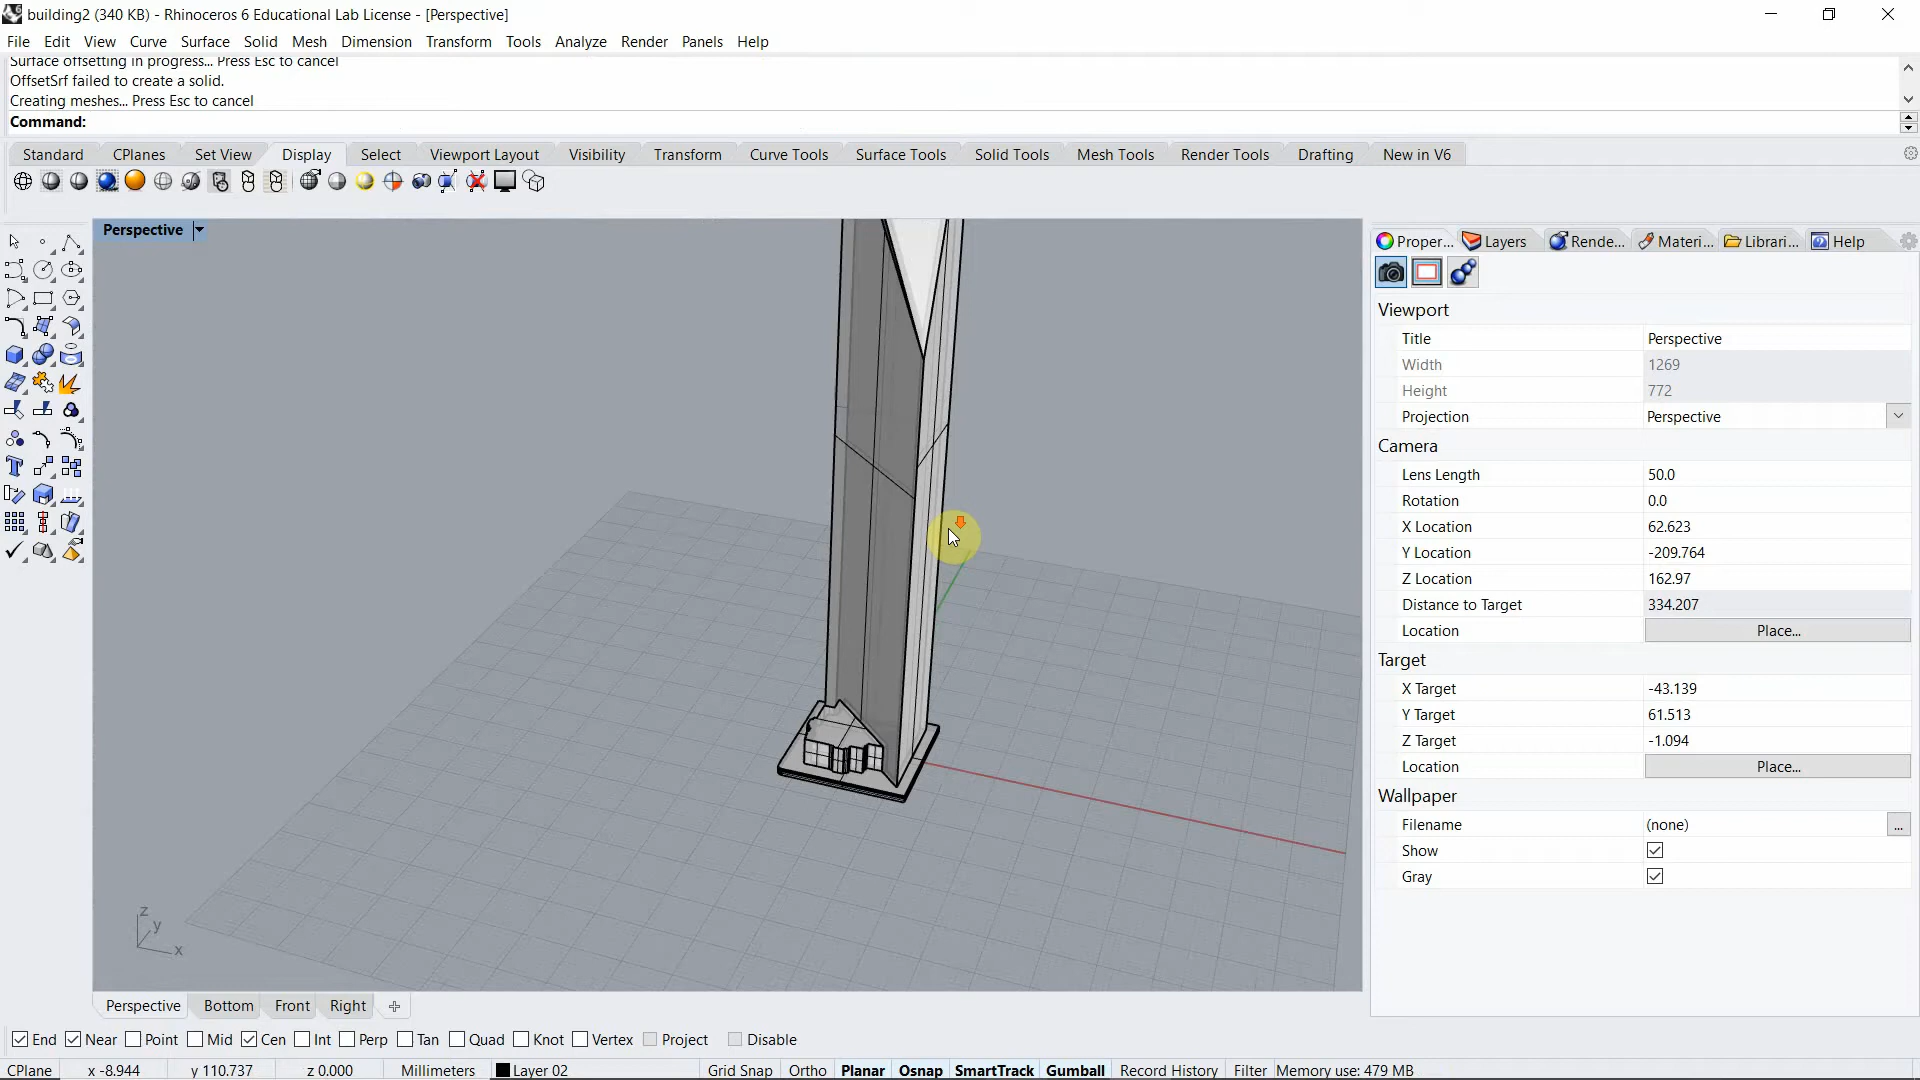 building2 (340 KB) - Rhinoceros 6 Educational Lab License - [Perspective]
File Edit View Curve Surface Solid Mesh Dimension Transform Tools Analyze Render Panels Help
Surface offsetting in progress... Press Esc to cancel
OffsetSrf failed to create a solid.
Creating meshes... Press Esc to cancel
Command:
Standard CPlanes Set View Display Select Viewport Layout Visibility Transform Curve Tools Surface Tools Solid Tools Mesh Tools Render Tools Drafting New in V6
Perspective
Proper... Layers Rende... Materi... Librari... Help
Viewport
Title Perspective
Width 1269
Height 772
Projection Perspective
Camera
Lens Length 50.0
Rotation 0.0
X Location 62.623
Y Location -209.764
Z Location 162.97
Distance to Target 334.207
Location Place...
Target
X Target -43.139
Y Target 61.513
Z Target -1.094
Location Place...
Wallpaper
Filename (none) ...
Show
Gray
z
y
x
Perspective Bottom Front Right
End Near Point Mid Cen Int Perp Tan Quad Knot Vertex Project Disable
CPlane x -8.944 y 110.737 z 0.000 Millimeters Layer 02 Grid Snap Ortho Planar Osnap SmartTrack Gumball Record History Filter Memory use: 479 MB